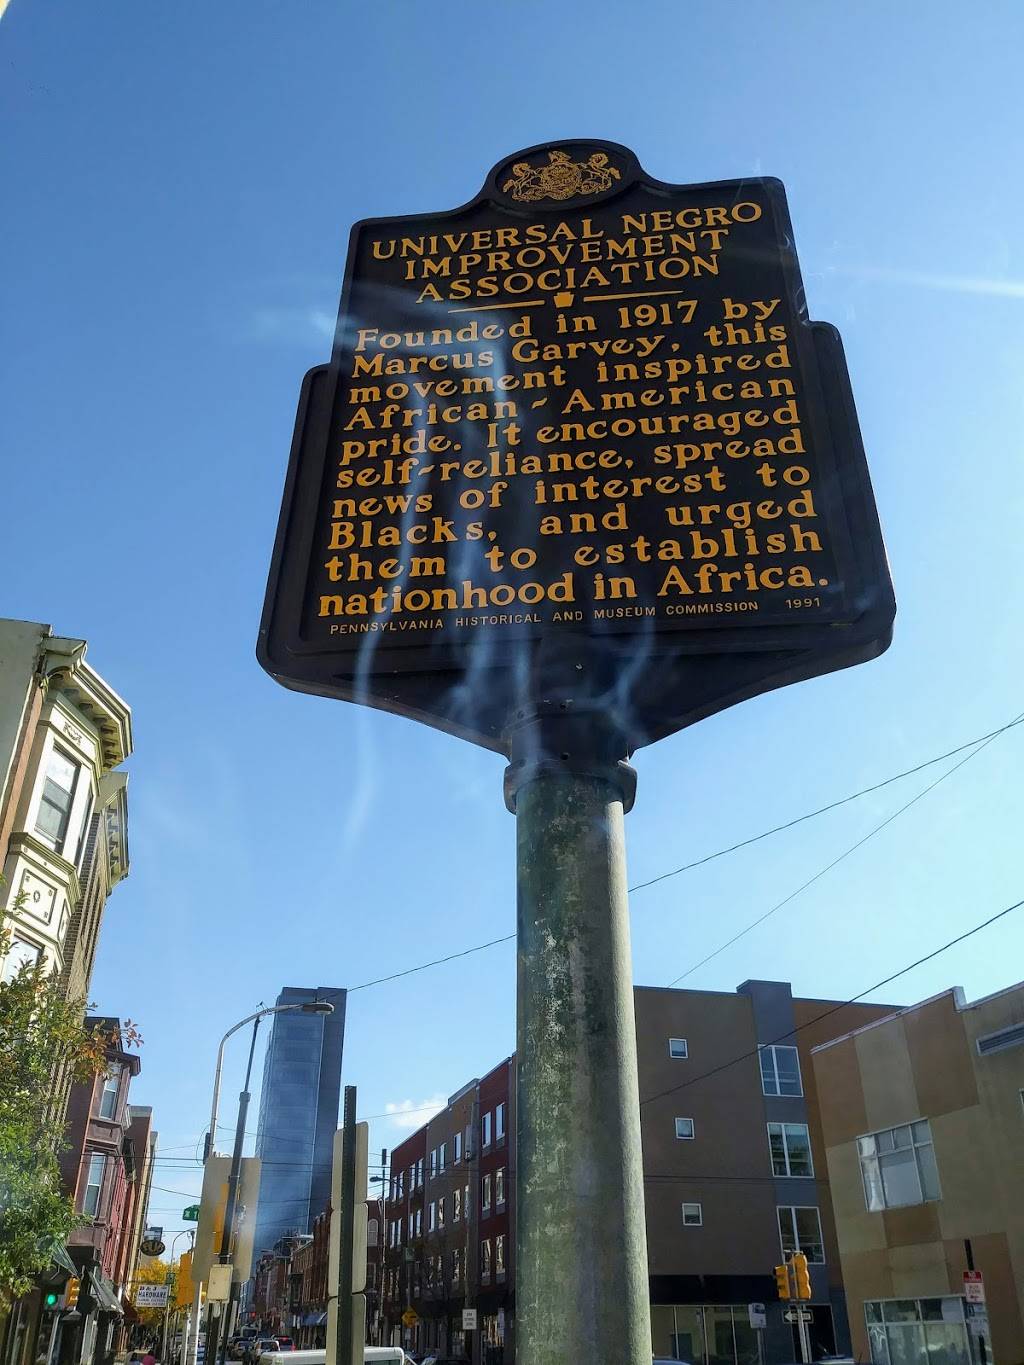 UNIVERSAL NEGRO
IMPROVEMENT
ASSOCIATION
Founded in 1917 by
Marcus Garvey, this
movement inspired
African-American
pride. It encouraged
self-reliance, spread
news of interest to
Blacks, and urged
them to establish
nationhood in Africa.
PENNSYLVANIA HISTORICAL AND MUSEUM COMMISSION 1991
HARDWARE